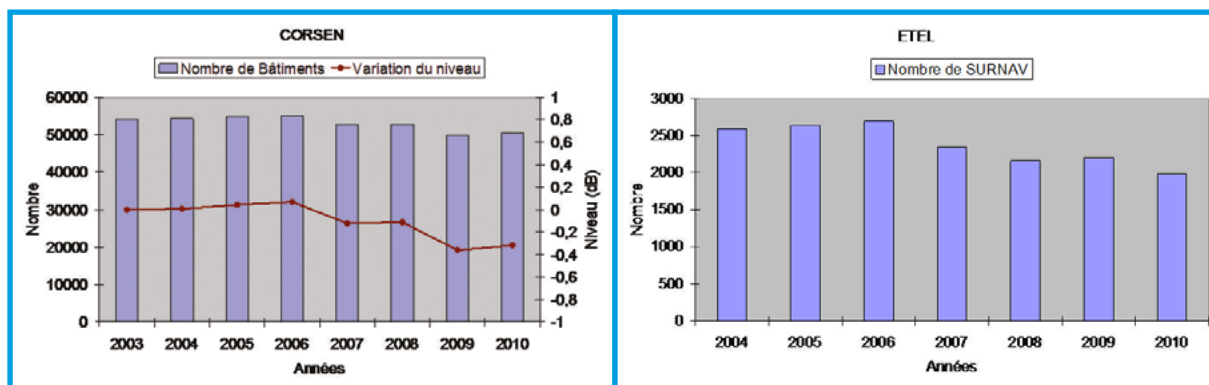 CORSEN
Nombre de Bâtiments Variation du niveau
60000
50000
40000
30000
20000
10000
0
Nombre
1
0,8
0,6
0,4
0,2
0
-0,2
-0,4
-0,6
-0,8
-1
Niveau (dB)
2003 2004 2005 2006 2007 2008 2009 2010
Années
ETEL
Nombre de SURNAV
3000
2500
2000
1500
1000
500
0
Nombre
2004 2005 2006 2007 2008 2009 2010
Années